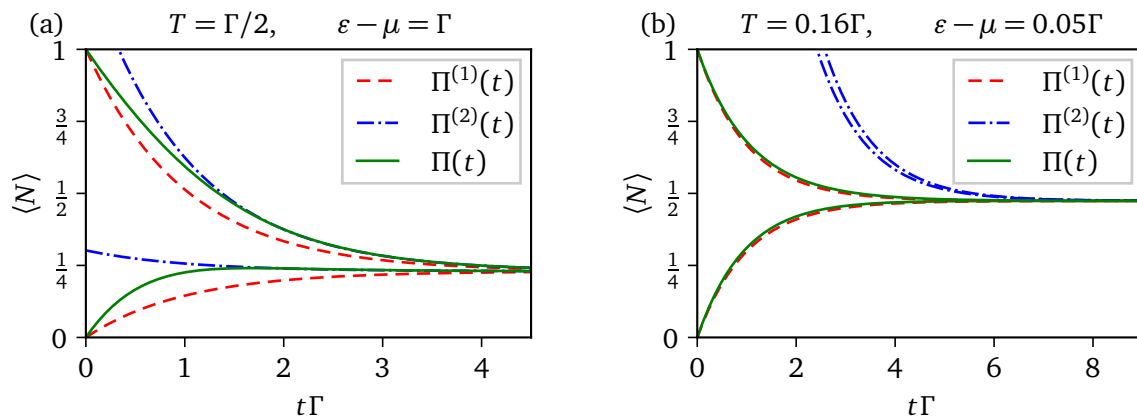 (a) T = Γ/2, ε − μ = Γ
1
3/4
1/2
1/4
0
⟨N⟩
Π⁽¹⁾(t)
Π⁽²⁾(t)
Π(t)
0 1 2 3 4
tΓ
(b) T = 0.16Γ, ε − μ = 0.05Γ
1
3/4
1/2
1/4
0
⟨N⟩
Π⁽¹⁾(t)
Π⁽²⁾(t)
Π(t)
0 2 4 6 8
tΓ